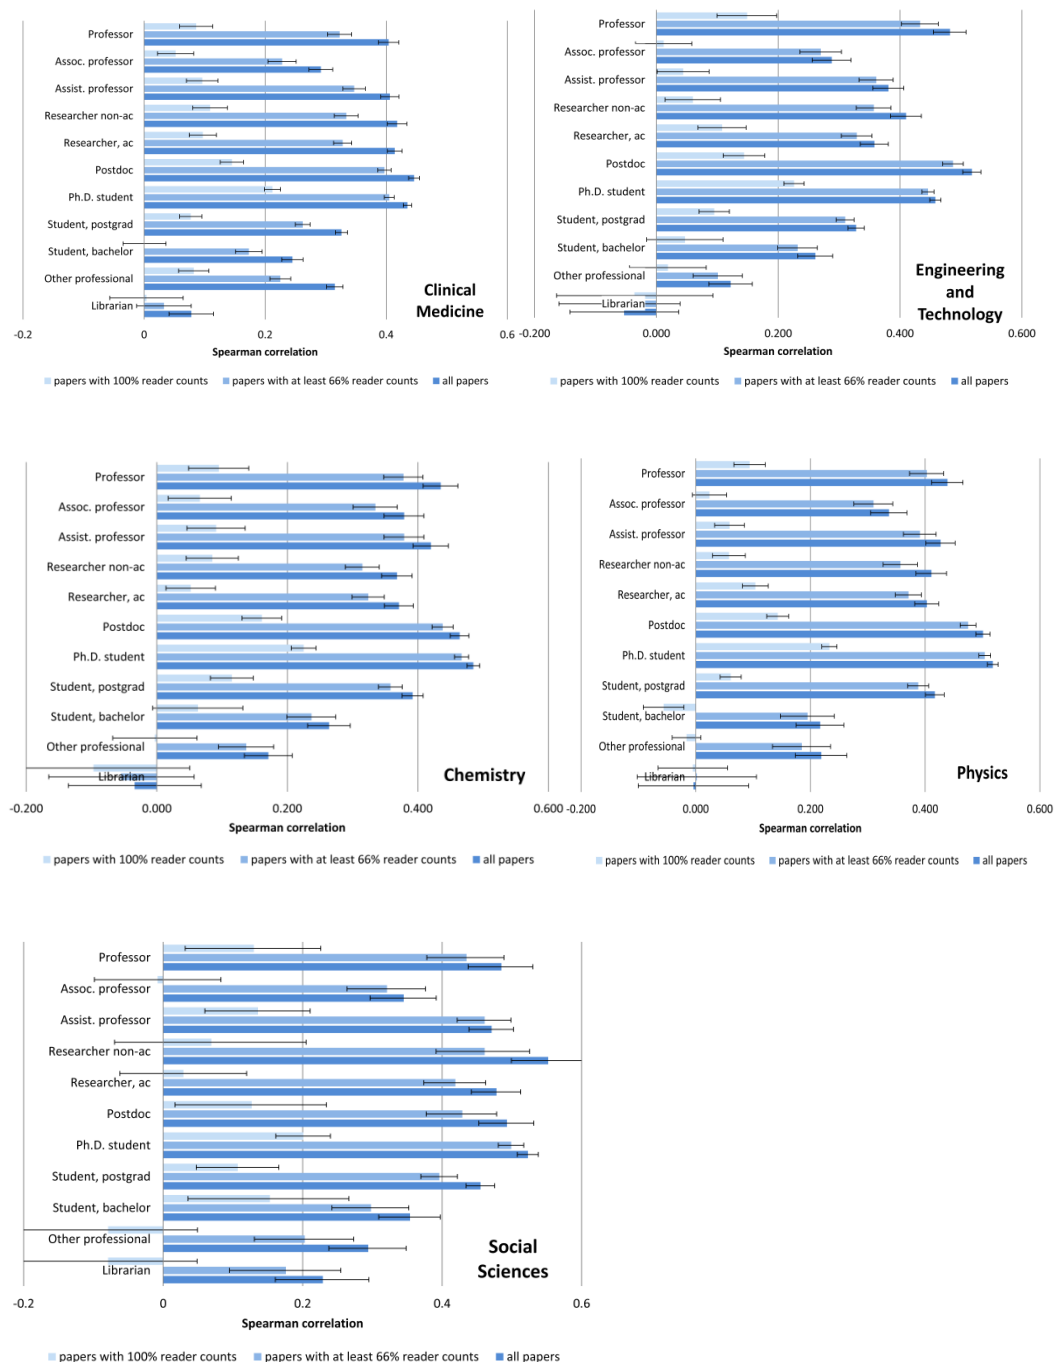 Professor
Assoc. professor
Assist. professor
Researcher non-ac
Researcher, ac
Postdoc
Ph.D. student
Student, postgrad
Student, bachelor
Other professional
Librarian
Clinical
Medicine
-0.2 0 0.2 0.4 0.6
Spearman correlation
papers with 100% reader counts papers with at least 66% reader counts all papers
Professor
Assoc. professor
Assist. professor
Researcher non-ac
Researcher, ac
Postdoc
Ph.D. student
Student, postgrad
Student, bachelor
Other professional
Librarian
Engineering
and
Technology
-0.200 0.000 0.200 0.400 0.600
Spearman correlation
papers with 100% reader counts papers with at least 66% reader counts all papers
Professor
Assoc. professor
Assist. professor
Researcher non-ac
Researcher, ac
Postdoc
Ph.D. student
Student, postgrad
Student, bachelor
Other professional
Librarian
Chemistry
-0.200 0.000 0.200 0.400 0.600
Spearman correlation
papers with 100% reader counts papers with at least 66% reader counts all papers
Professor
Assoc. professor
Assist. professor
Researcher non-ac
Researcher, ac
Postdoc
Ph.D. student
Student, postgrad
Student, bachelor
Other professional
Librarian
Physics
-0.200 0.000 0.200 0.400 0.600
Spearman correlation
papers with 100% reader counts papers with at least 66% reader counts all papers
Professor
Assoc. professor
Assist. professor
Researcher non-ac
Researcher, ac
Postdoc
Ph.D. student
Student, postgrad
Student, bachelor
Other professional
Librarian
Social
Sciences
-0.2 0 0.2 0.4 0.6
Spearman correlation
papers with 100% reader counts papers with at least 66% reader counts all papers